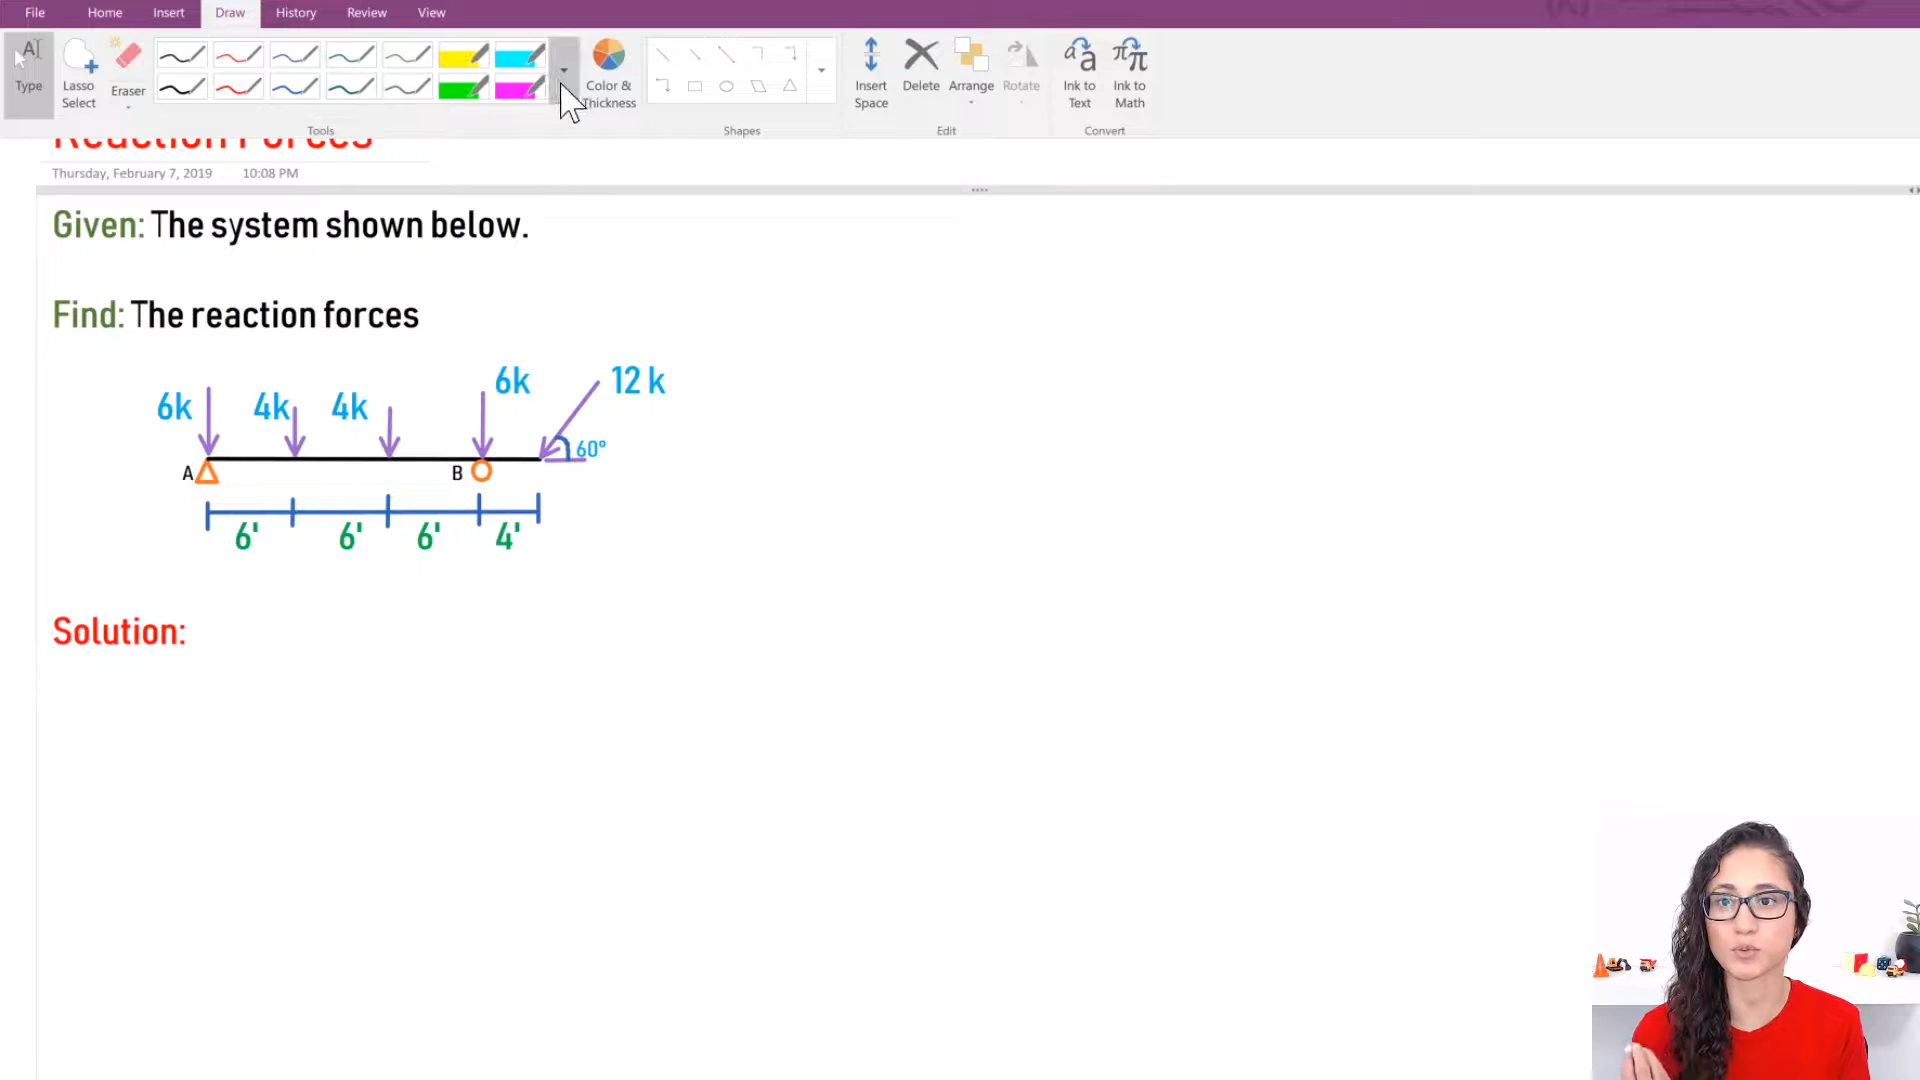 File Home Insert Draw History Review View
Type
Lasso Select
Eraser
Color & Thickness
Insert Space
Delete
Arrange
Rotate
Ink to Text
Ink to Math
Tools
Shapes
Edit
Convert
Reaction Forces
Thursday, February 7, 2019 10:08 PM
Given: The system shown below.
Find: The reaction forces
6k 4k 4k 6k 12 k
60°
A B
6' 6' 6' 4'
Solution: